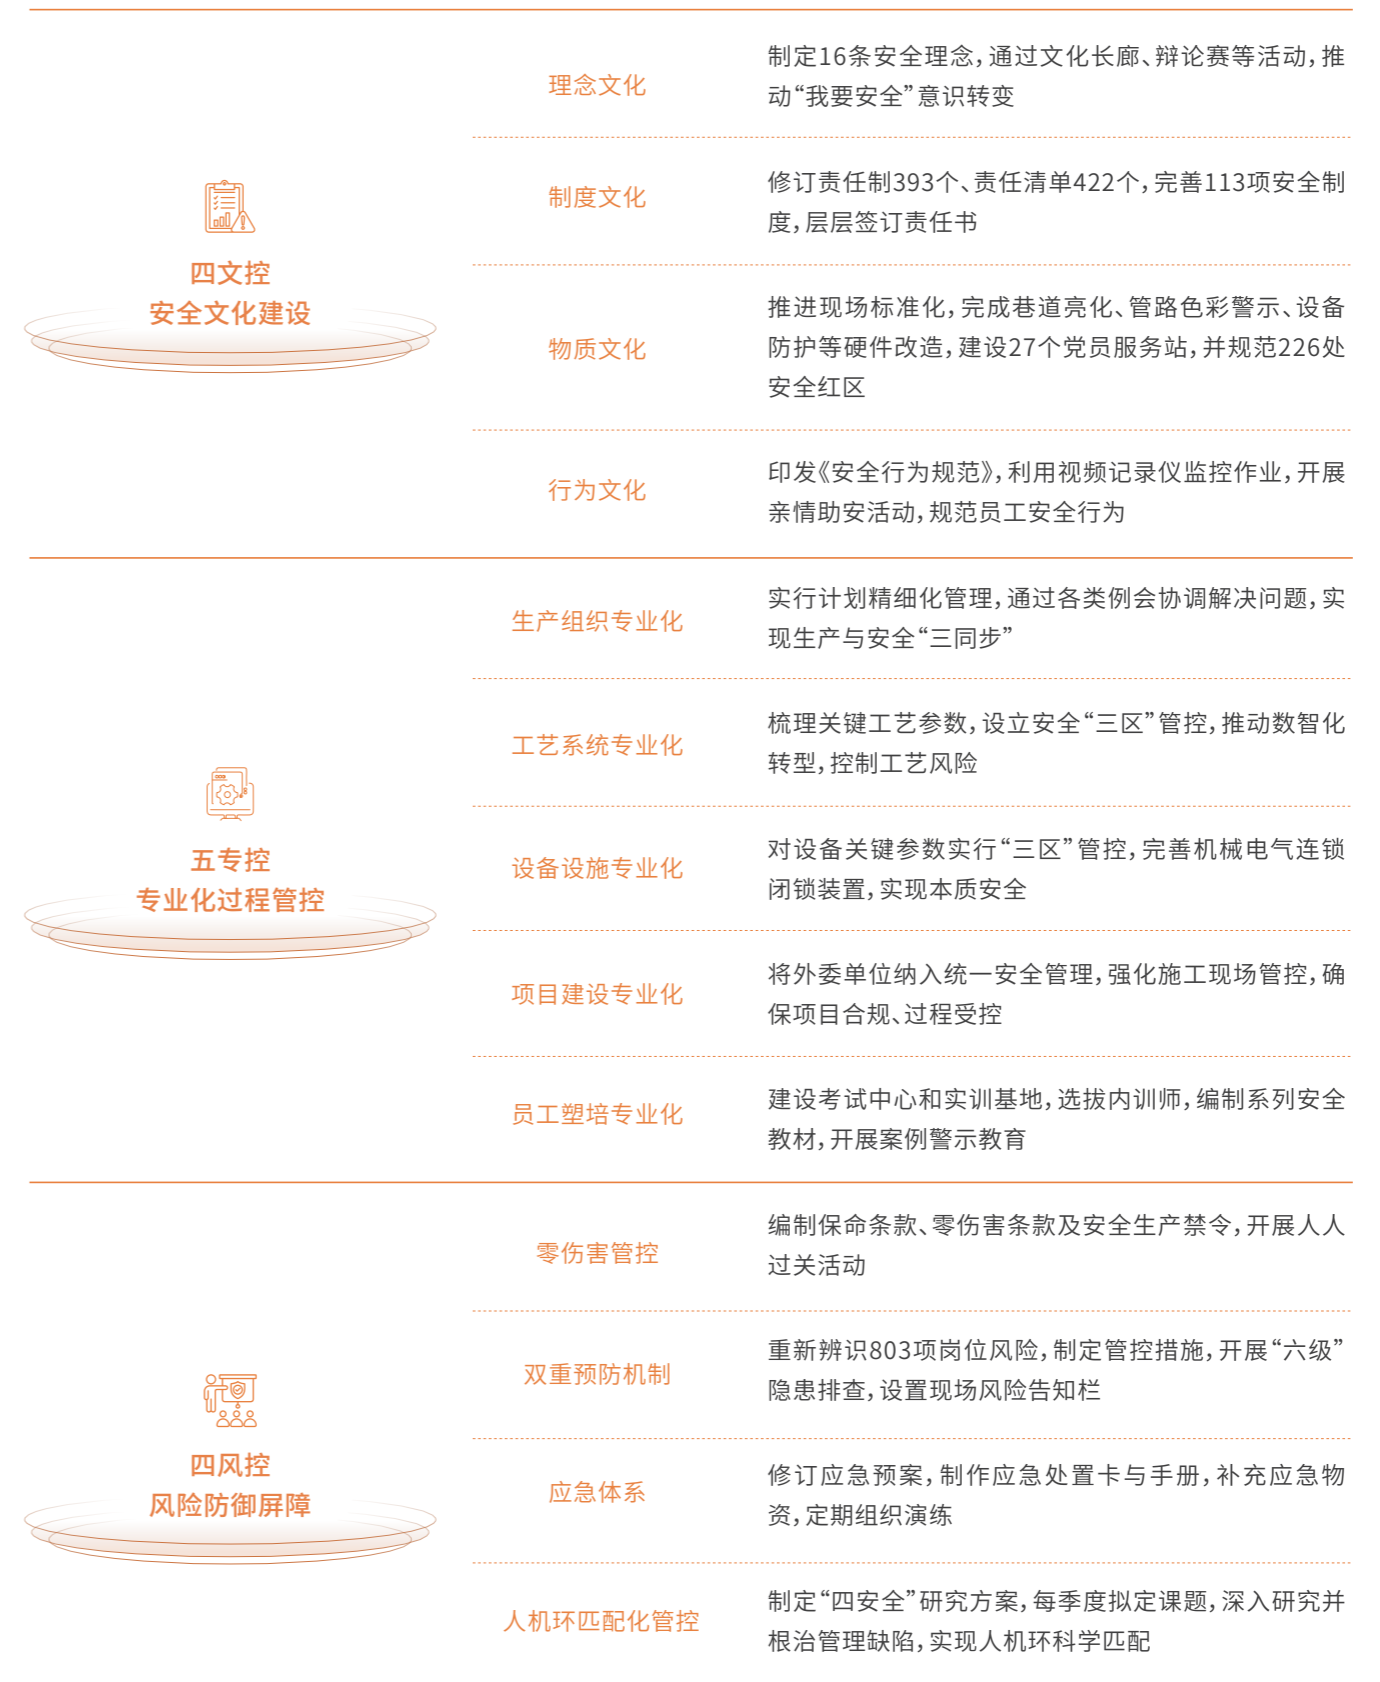 四文控
安全文化建设
理念文化
制定16条安全理念，通过文化长廊、辩论赛等活动，推
动“我要安全”意识转变
制度文化
修订责任制393个、责任清单422个，完善113项安全制
度，层层签订责任书
物质文化
推进现场标准化，完成巷道亮化、管路色彩警示、设备
防护等硬件改造，建设27个党员服务站，并规范226处
安全红区
行为文化
印发《安全行为规范》，利用视频记录仪监控作业，开展
亲情助安活动，规范员工安全行为
五专控
专业化过程管控
生产组织专业化
实行计划精细化管理，通过各类例会协调解决问题，实
现生产与安全“三同步”
工艺系统专业化
梳理关键工艺参数，设立安全“三区”管控，推动数智化
转型，控制工艺风险
设备设施专业化
对设备关键参数实行“三区”管控，完善机械电气连锁
闭锁装置，实现本质安全
项目建设专业化
将外委单位纳入统一安全管理，强化施工现场管控，确
保项目合规、过程受控
员工塑培专业化
建设考试中心和实训基地，选拔内训师，编制系列安全
教材，开展案例警示教育
四风控
风险防御屏障
零伤害管控
编制保命条款、零伤害条款及安全生产禁令，开展人人
过关活动
双重预防机制
重新辨识803项岗位风险，制定管控措施，开展“六级”
隐患排查，设置现场风险告知栏
应急体系
修订应急预案，制作应急处置卡与手册，补充应急物
资，定期组织演练
人机环匹配化管控
制定“四安全”研究方案，每季度拟定课题，深入研究并
根治管理缺陷，实现人机环科学匹配